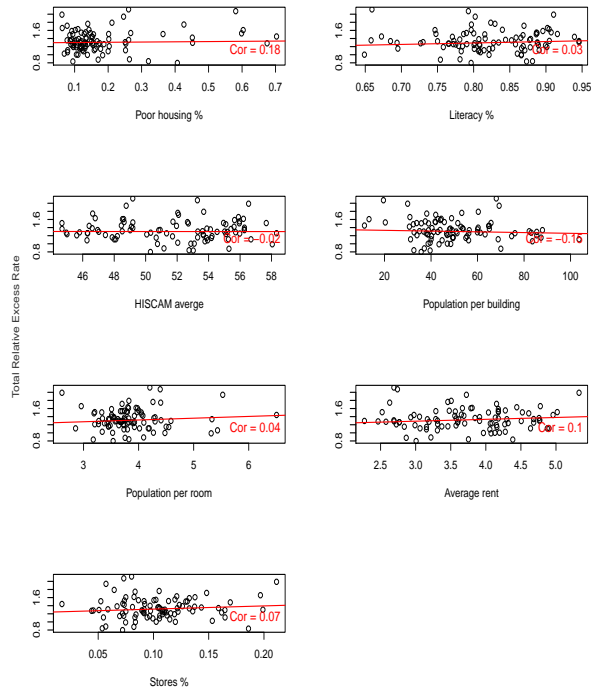 1.6
0.8
Cor = 0.18
0.1 0.2 0.3 0.4 0.5 0.6 0.7
Poor housing %
Cor = 0.03
0.65 0.70 0.75 0.80 0.85 0.90 0.95
Literacy %
1.6
0.8
1.6
0.8
Cor = −0.02
46 48 50 52 54 56 58
HISCAM averge
1.6
0.8
Cor = −0.15
20 40 60 80 100
Population per building
Total Relative Excess Rate
1.6
0.8
Cor = 0.04
3 4 5 6
Population per room
1.6
0.8
Cor = 0.1
2.5 3.0 3.5 4.0 4.5 5.0
Average rent
1.6
0.8
Cor = 0.07
0.05 0.10 0.15 0.20
Stores %